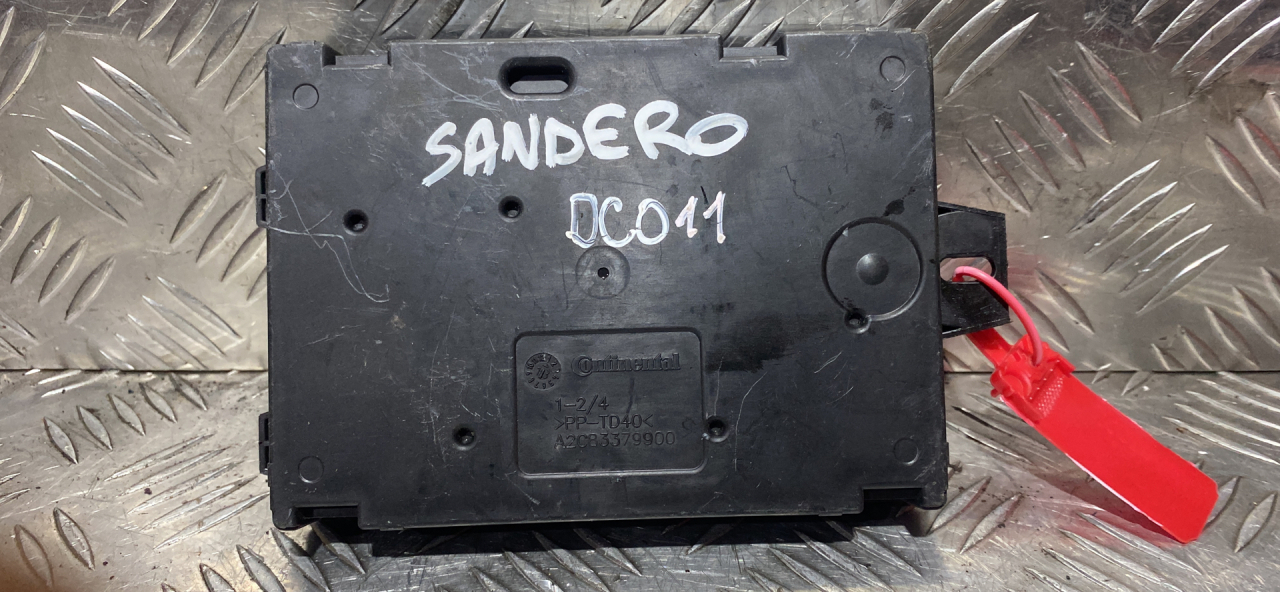 SANDERO
DC011
Continental
1-2/4
>PP-TD40<
A2C83379900